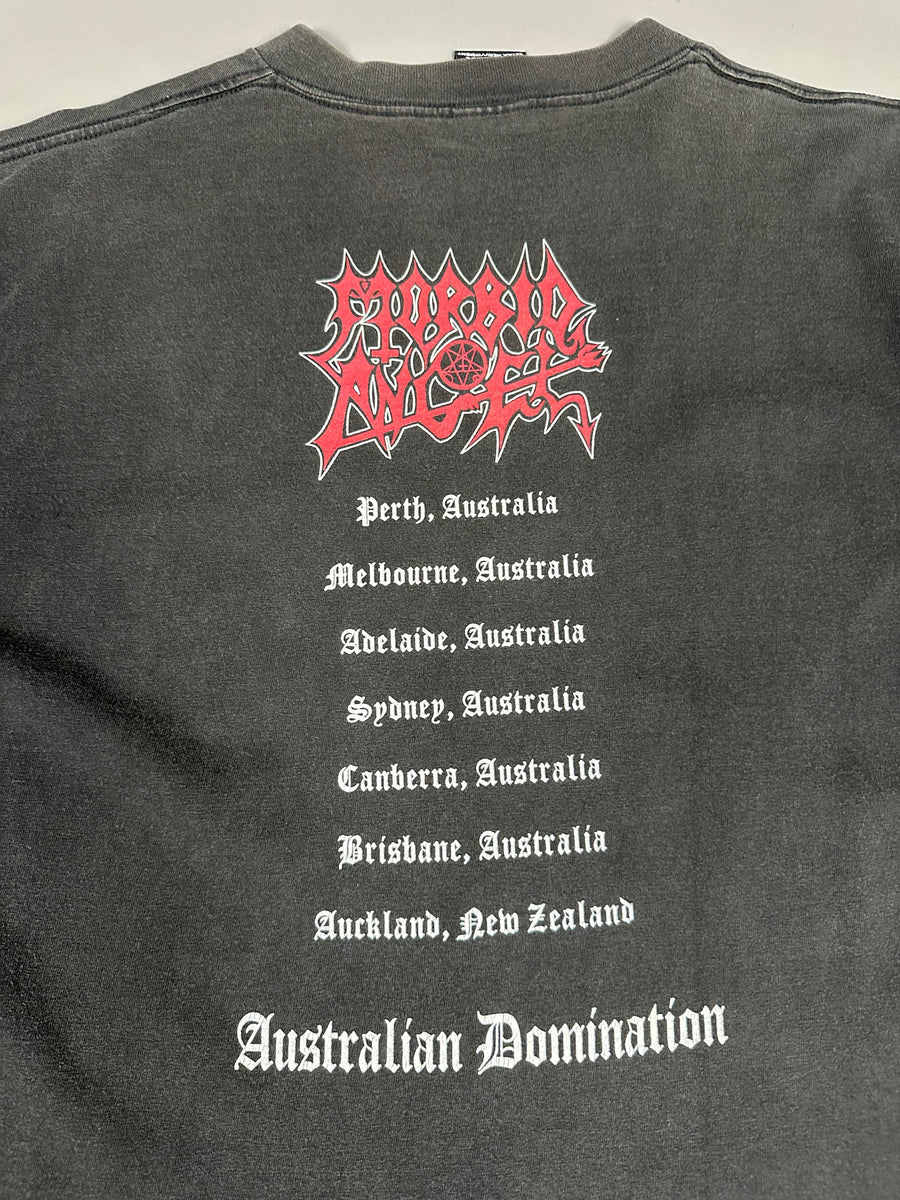 MORBID
ANGEL
Perth, Australia
Melbourne, Australia
Adelaide, Australia
Sydney, Australia
Canberra, Australia
Brisbane, Australia
Auckland, New Zealand
Australian Domination